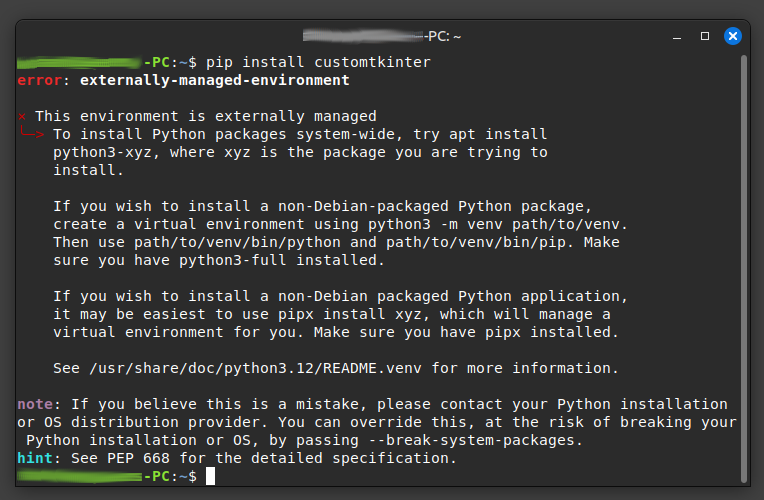 -PC: ~
-PC:~$ pip install customtkinter
error: externally-managed-environment
× This environment is externally managed
╰─> To install Python packages system-wide, try apt install
python3-xyz, where xyz is the package you are trying to
install.
If you wish to install a non-Debian-packaged Python package,
create a virtual environment using python3 -m venv path/to/venv.
Then use path/to/venv/bin/python and path/to/venv/bin/pip. Make
sure you have python3-full installed.
If you wish to install a non-Debian packaged Python application,
it may be easiest to use pipx install xyz, which will manage a
virtual environment for you. Make sure you have pipx installed.
See /usr/share/doc/python3.12/README.venv for more information.
note: If you believe this is a mistake, please contact your Python installation
or OS distribution provider. You can override this, at the risk of breaking your
Python installation or OS, by passing --break-system-packages.
hint: See PEP 668 for the detailed specification.
-PC:~$